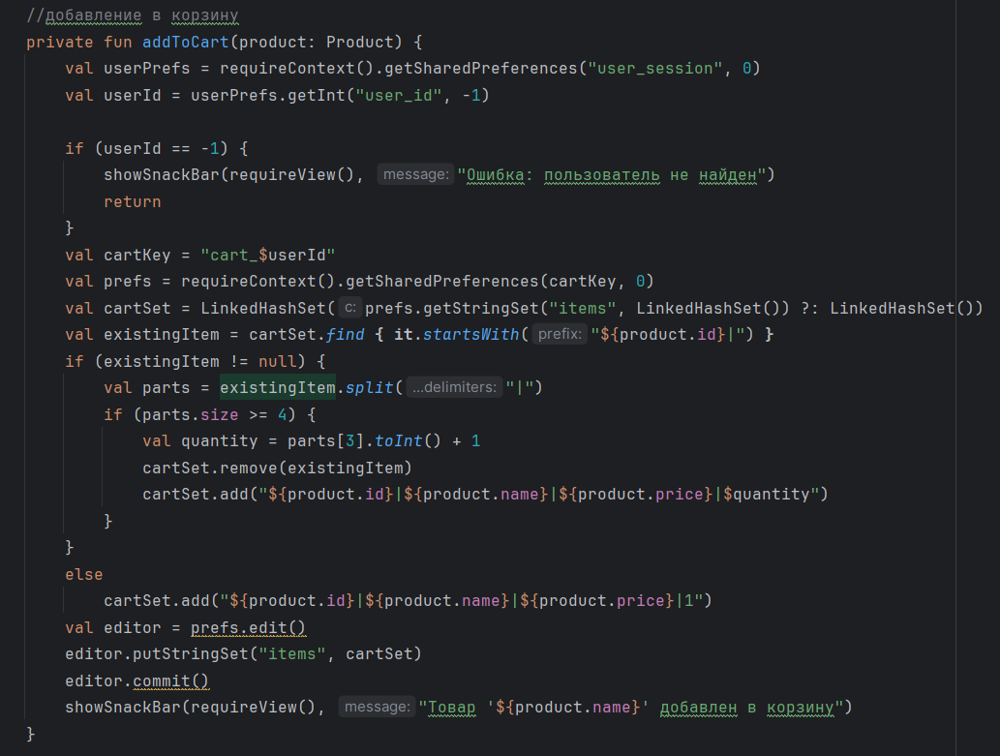 //добавление в корзину
private fun addToCart(product: Product) {
    val userPrefs = requireContext().getSharedPreferences("user_session", 0)
    val userId = userPrefs.getInt("user_id", -1)

    if (userId == -1) {
        showSnackBar(requireView(), message: "Ошибка: пользователь не найден")
        return
    }
    val cartKey = "cart_$userId"
    val prefs = requireContext().getSharedPreferences(cartKey, 0)
    val cartSet = LinkedHashSet( c: prefs.getStringSet("items", LinkedHashSet()) ?: LinkedHashSet())
    val existingItem = cartSet.find { it.startsWith( prefix: "${product.id}|") }
    if (existingItem != null) {
        val parts = existingItem.split( ...delimiters: "|")
        if (parts.size >= 4) {
            val quantity = parts[3].toInt() + 1
            cartSet.remove(existingItem)
            cartSet.add("${product.id}|${product.name}|${product.price}|$quantity")
        }
    }
    else
        cartSet.add("${product.id}|${product.name}|${product.price}|1")
    val editor = prefs.edit()
    editor.putStringSet("items", cartSet)
    editor.commit()
    showSnackBar(requireView(), message: "Товар '${product.name}' добавлен в корзину")
}